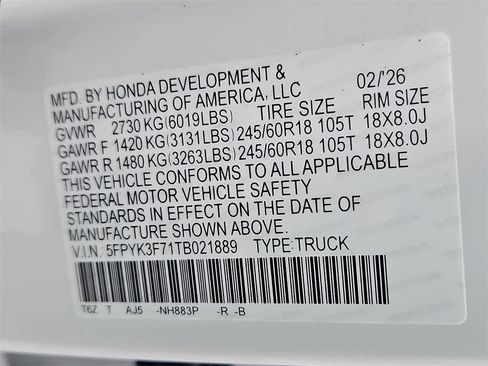 MFD. BY HONDA DEVELOPMENT & 02/26
MANUFACTURING OF AMERICA, LLC
GVWR 2730 KG(6019LBS) TIRE SIZE RIM SIZE
GAWR F 1420 KG(3131LBS) 245/60R18 105T 18X8.0J
GAWR R 1480 KG(3263LBS) 245/60R18 105T 18X8.0J
THIS VEHICLE CONFORMS TO ALL APPLICABLE
FEDERAL MOTOR VEHICLE SAFETY
STANDARDS IN EFFECT ON THE DATE OF
MANUFACTURE SHOWN ABOVE.
V.I.N.: 5FPYK3F71TB021889 TYPE:TRUCK
T6Z T AJ5 -NH883P -R -B